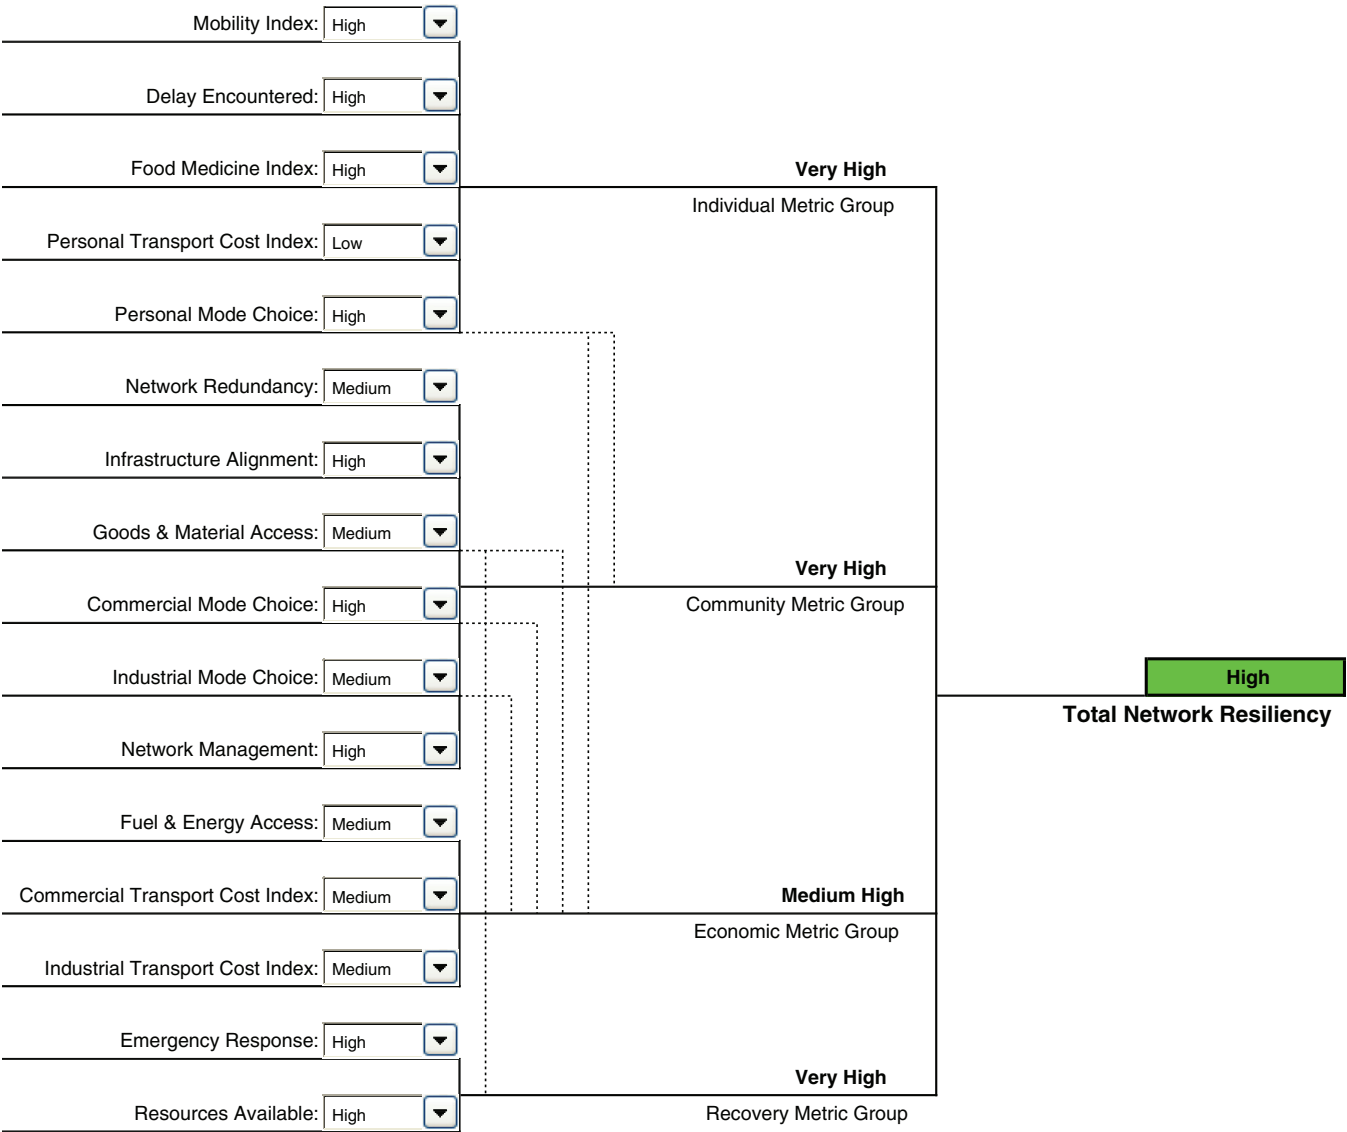 Mobility Index: High
Delay Encountered: High
Food Medicine Index: High
Very High
Individual Metric Group
Personal Transport Cost Index: Low
Personal Mode Choice: High
Network Redundancy: Medium
Infrastructure Alignment: High
Goods & Material Access: Medium
Very High
Community Metric Group
Commercial Mode Choice: High
Industrial Mode Choice: Medium
High
Total Network Resiliency
Network Management: High
Fuel & Energy Access: Medium
Commercial Transport Cost Index: Medium
Medium High
Economic Metric Group
Industrial Transport Cost Index: Medium
Emergency Response: High
Very High
Recovery Metric Group
Resources Available: High